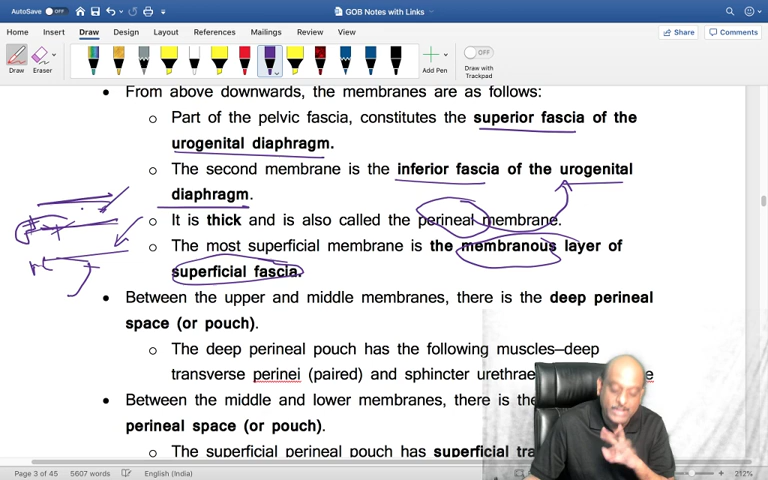 AutoSave OFF GOB Notes with Links
Home Insert Draw Design Layout References Mailings Review View Share Comments
Draw Eraser Add Pen OFF Draw with Trackpad
• From above downwards, the membranes are as follows:
o Part of the pelvic fascia, constitutes the superior fascia of the
urogenital diaphragm.
o The second membrane is the inferior fascia of the urogenital
diaphragm.
o It is thick and is also called the perineal membrane.
o The most superficial membrane is the membranous layer of
superficial fascia.
• Between the upper and middle membranes, there is the deep perineal
space (or pouch).
o The deep perineal pouch has the following muscles–deep
transverse perinei (paired) and sphincter urethrae
• Between the middle and lower membranes, there is the
perineal space (or pouch).
o The superficial perineal pouch has superficial
Page 3 of 45 5607 words English (India) 212%